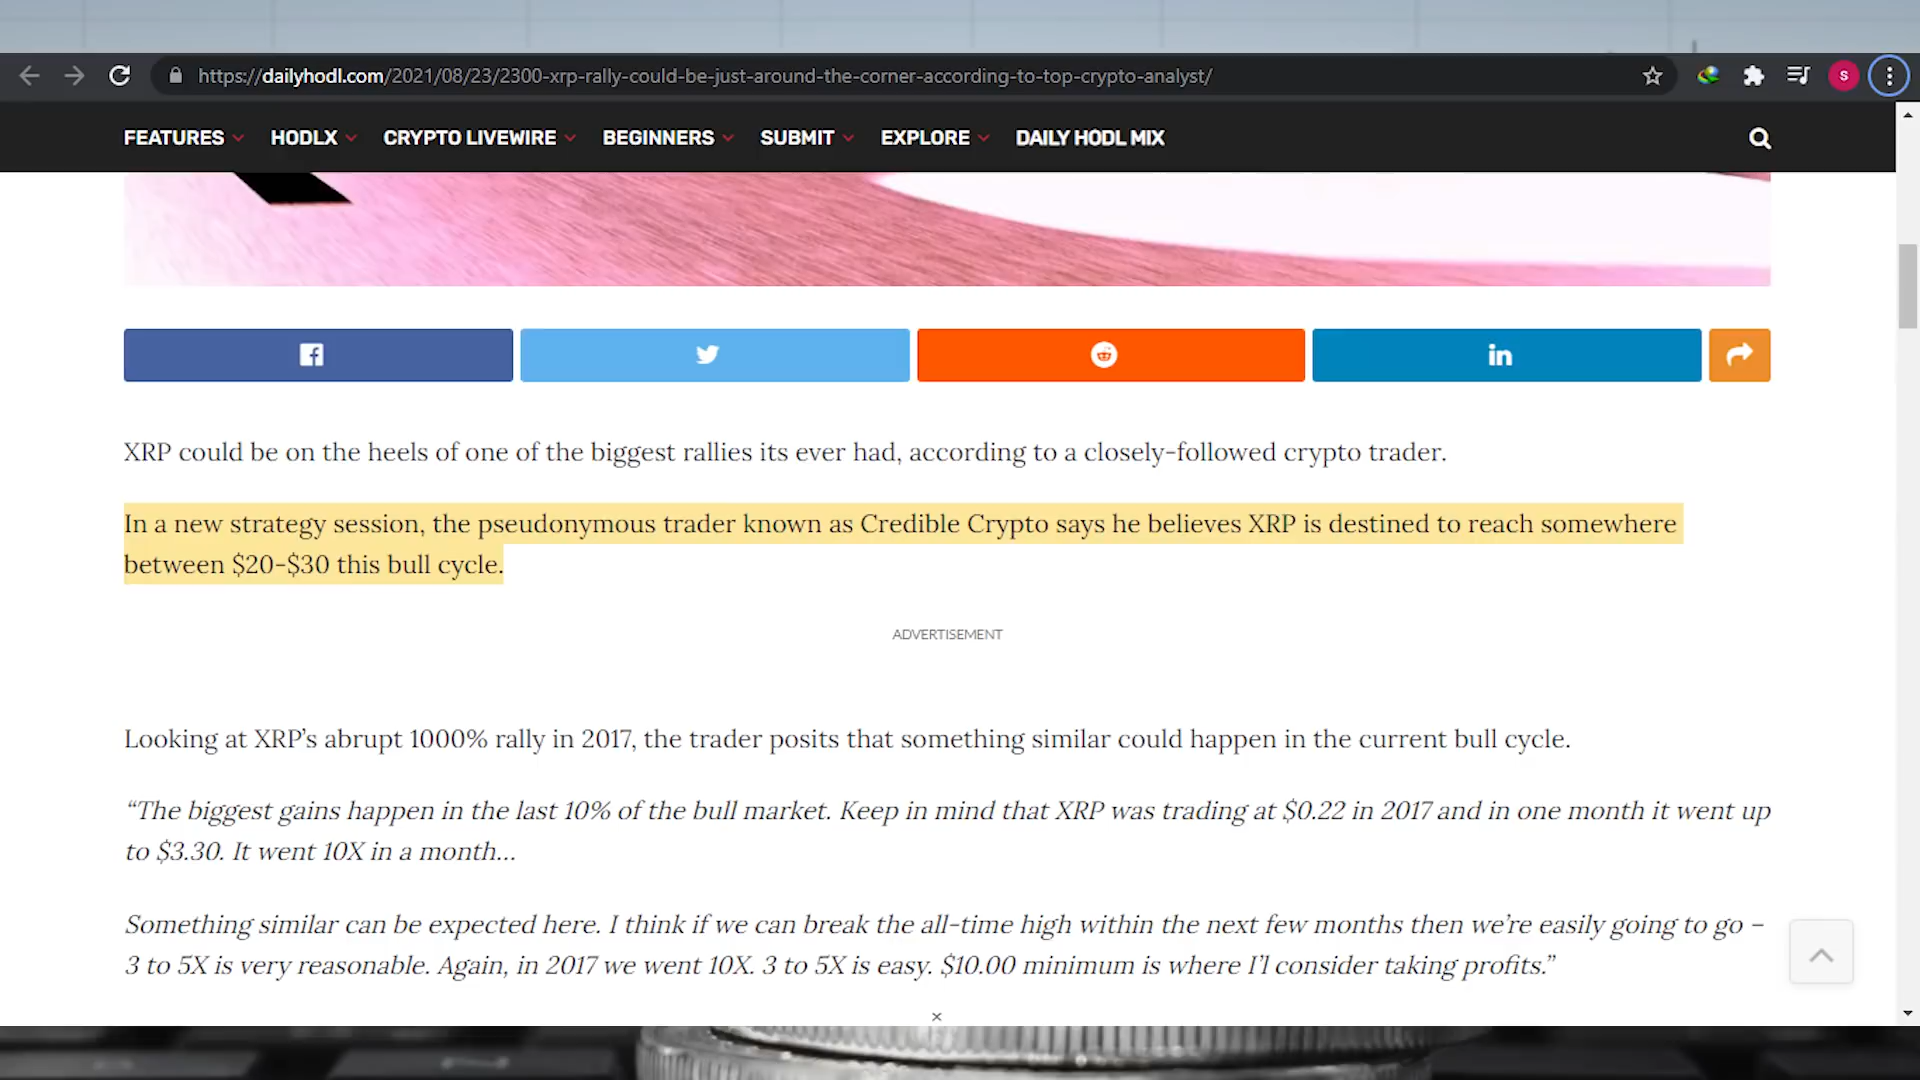 https://dailyhodl.com/2021/08/23/2300-xrp-rally-could-be-just-around-the-corner-according-to-top-crypto-analyst/
S
FEATURES HODLX CRYPTO LIVEWIRE BEGINNERS SUBMIT EXPLORE DAILY HODL MIX
XRP could be on the heels of one of the biggest rallies its ever had, according to a closely-followed crypto trader.
In a new strategy session, the pseudonymous trader known as Credible Crypto says he believes XRP is destined to reach somewhere
between $20-$30 this bull cycle.
ADVERTISEMENT
Looking at XRP’s abrupt 1000% rally in 2017, the trader posits that something similar could happen in the current bull cycle.
“The biggest gains happen in the last 10% of the bull market. Keep in mind that XRP was trading at $0.22 in 2017 and in one month it went up
to $3.30. It went 10X in a month…
Something similar can be expected here. I think if we can break the all-time high within the next few months then we’re easily going to go –
3 to 5X is very reasonable. Again, in 2017 we went 10X. 3 to 5X is easy. $10.00 minimum is where I’l consider taking profits.”